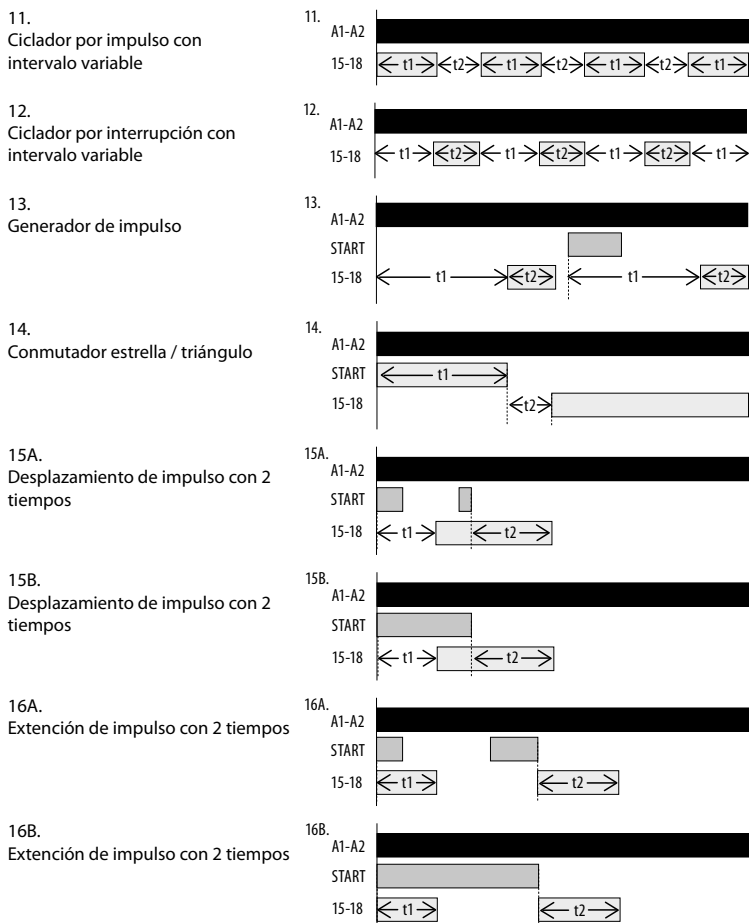 11.
Ciclador por impulso con
intervalo variable
11.
A1-A2
15-18
t1 t2 t1 t2 t1 t2 t1
12.
Ciclador por interrupción con
intervalo variable
12.
A1-A2
15-18
t1 t2 t1 t2 t1 t2 t1
13.
Generador de impulso
13.
A1-A2
START
15-18
t1 t2 t1 t2
14.
Conmutador estrella / triángulo
14.
A1-A2
START
t1
15-18
t2
15A.
Desplazamiento de impulso con 2
tiempos
15A.
A1-A2
START
15-18
t1 t2
15B.
Desplazamiento de impulso con 2
tiempos
15B.
A1-A2
START
15-18
t1 t2
16A.
Extención de impulso con 2 tiempos
16A.
A1-A2
START
15-18
t1 t2
16B.
Extención de impulso con 2 tiempos
16B.
A1-A2
START
15-18
t1 t2